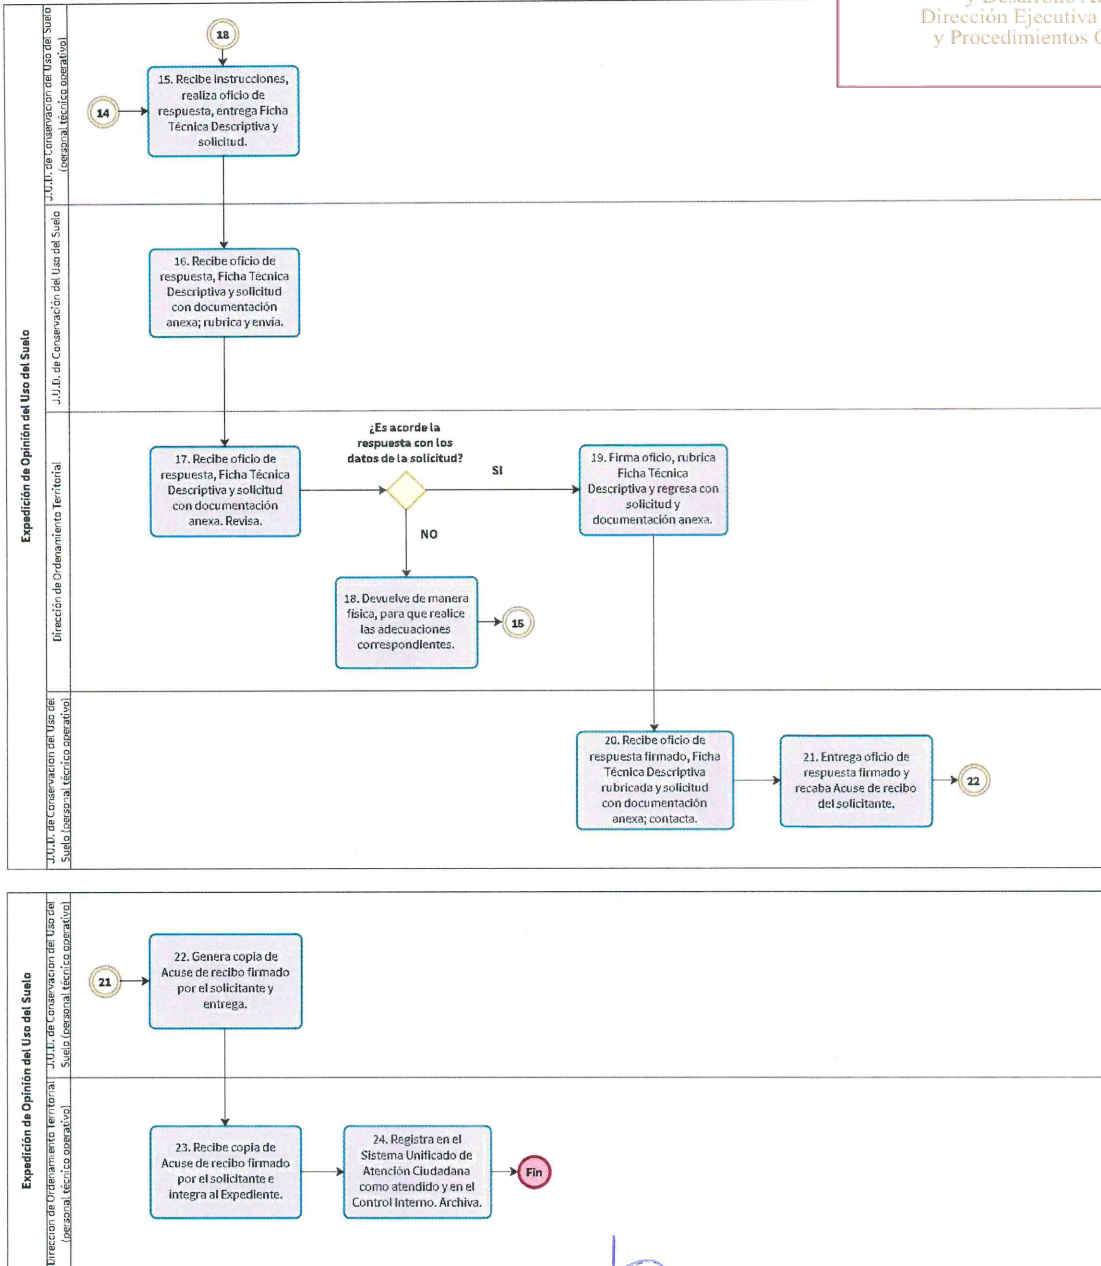 y Desarrollo
Dirección Ejecutiva
y Procedimientos
Expedición de Opinión del Uso del Suelo
J.U.D. de Conservación del Uso del Suelo
(personal técnico operativo)
18
14
15. Recibe instrucciones,
realiza oficio de
respuesta, entrega Ficha
Técnica Descriptiva y
solicitud.
J.U.D. de Conservación del Uso del Suelo
16. Recibe oficio de
respuesta, Ficha Técnica
Descriptiva y solicitud
con documentación
anexa; rubrica y envía.
Dirección de Ordenamiento Territorial
17. Recibe oficio de
respuesta, Ficha Técnica
Descriptiva y solicitud
con documentación
anexa. Revisa.
¿Es acorde la
respuesta con los
datos de la solicitud?
SI
NO
19. Firma oficio, rubrica
Ficha Técnica
Descriptiva y regresa con
solicitud y
documentación anexa.
18. Devuelve de manera
física, para que realice
las adecuaciones
correspondientes.
15
J.U.D. de Conservación del Uso del
Suelo (personal técnico operativo)
20. Recibe oficio de
respuesta firmado, Ficha
Técnica Descriptiva
rubricada y solicitud
con documentación
anexa; contacta.
21. Entrega oficio de
respuesta firmado y
recaba Acuse de recibo
del solicitante.
22
Expedición de Opinión del Uso del Suelo
J.U.D. de Conservación del Uso del
Suelo (personal técnico operativo)
21
22. Genera copia de
Acuse de recibo firmado
por el solicitante y
entrega.
Dirección de Ordenamiento Territorial
(personal técnico operativo)
23. Recibe copia de
Acuse de recibo firmado
por el solicitante e
integra al Expediente.
24. Registra en el
Sistema Unificado de
Atención Ciudadana
como atendido y en el
Control Interno. Archiva.
Fin